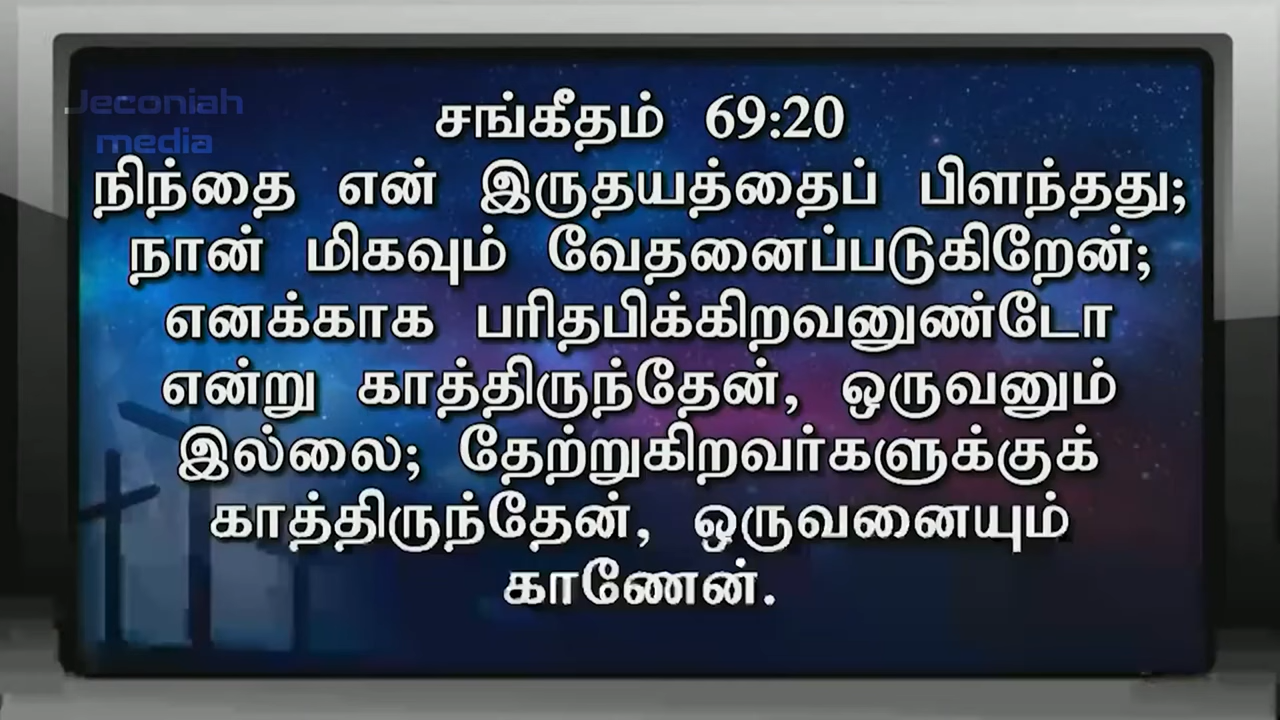 Jeconiah
media
சங்கீதம் 69:20
நிந்தை என் இருதயத்தைப் பிளந்தது;
நான் மிகவும் வேதனைப்படுகிறேன்;
எனக்காக பரிதபிக்கிறவனுண்டோ
என்று காத்திருந்தேன், ஒருவனும்
இல்லை; தேற்றுகிறவர்களுக்குக்
காத்திருந்தேன், ஒருவனையும்
காணேன்.